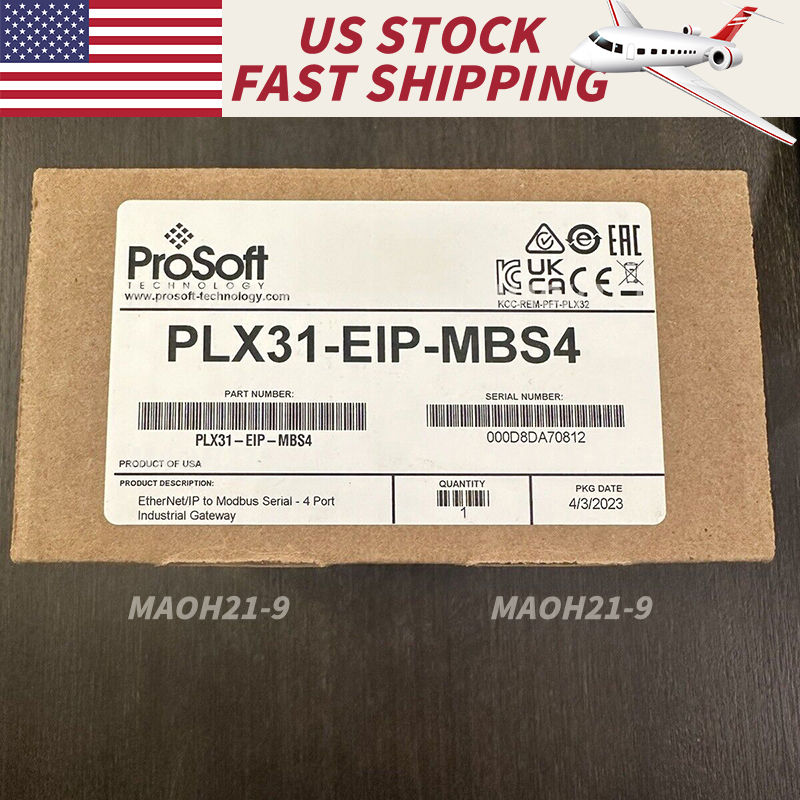 US STOCK
FAST SHIPPING
ProSoft
TECHNOLOGY
www.prosoft-technology.com
EAC
UK
CA CE
KCC-REM-PFT-PLX32
PLX31-EIP-MBS4
PART NUMBER:
SERIAL NUMBER:
PLX31-EIP-MBS4
000D8DA70812
PRODUCT OF USA
PRODUCT DESCRIPTION:
EtherNet/IP to Modbus Serial - 4 Port
Industrial Gateway
QUANTITY
1
PKG DATE
4/3/2023
MAOH21-9
MAOH21-9